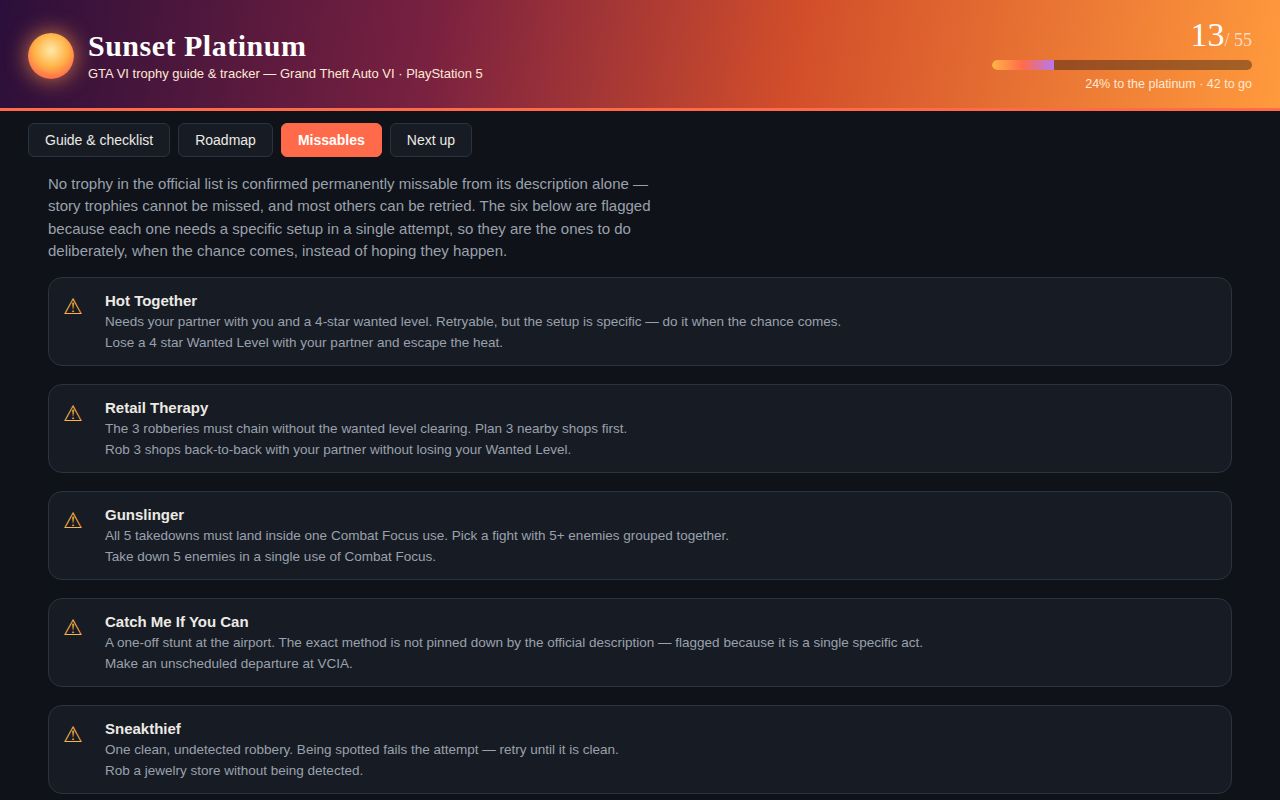 Sunset Platinum
GTA VI trophy guide & tracker — Grand Theft Auto VI · PlayStation 5
13 / 55
24% to the platinum · 42 to go
Guide & checklist
Roadmap
Missables
Next up
No trophy in the official list is confirmed permanently missable from its description alone —
story trophies cannot be missed, and most others can be retried. The six below are flagged
because each one needs a specific setup in a single attempt, so they are the ones to do
deliberately, when the chance comes, instead of hoping they happen.
Hot Together
Needs your partner with you and a 4-star wanted level. Retryable, but the setup is specific — do it when the chance comes.
Lose a 4 star Wanted Level with your partner and escape the heat.
Retail Therapy
The 3 robberies must chain without the wanted level clearing. Plan 3 nearby shops first.
Rob 3 shops back-to-back with your partner without losing your Wanted Level.
Gunslinger
All 5 takedowns must land inside one Combat Focus use. Pick a fight with 5+ enemies grouped together.
Take down 5 enemies in a single use of Combat Focus.
Catch Me If You Can
A one-off stunt at the airport. The exact method is not pinned down by the official description — flagged because it is a single specific act.
Make an unscheduled departure at VCIA.
Sneakthief
One clean, undetected robbery. Being spotted fails the attempt — retry until it is clean.
Rob a jewelry store without being detected.